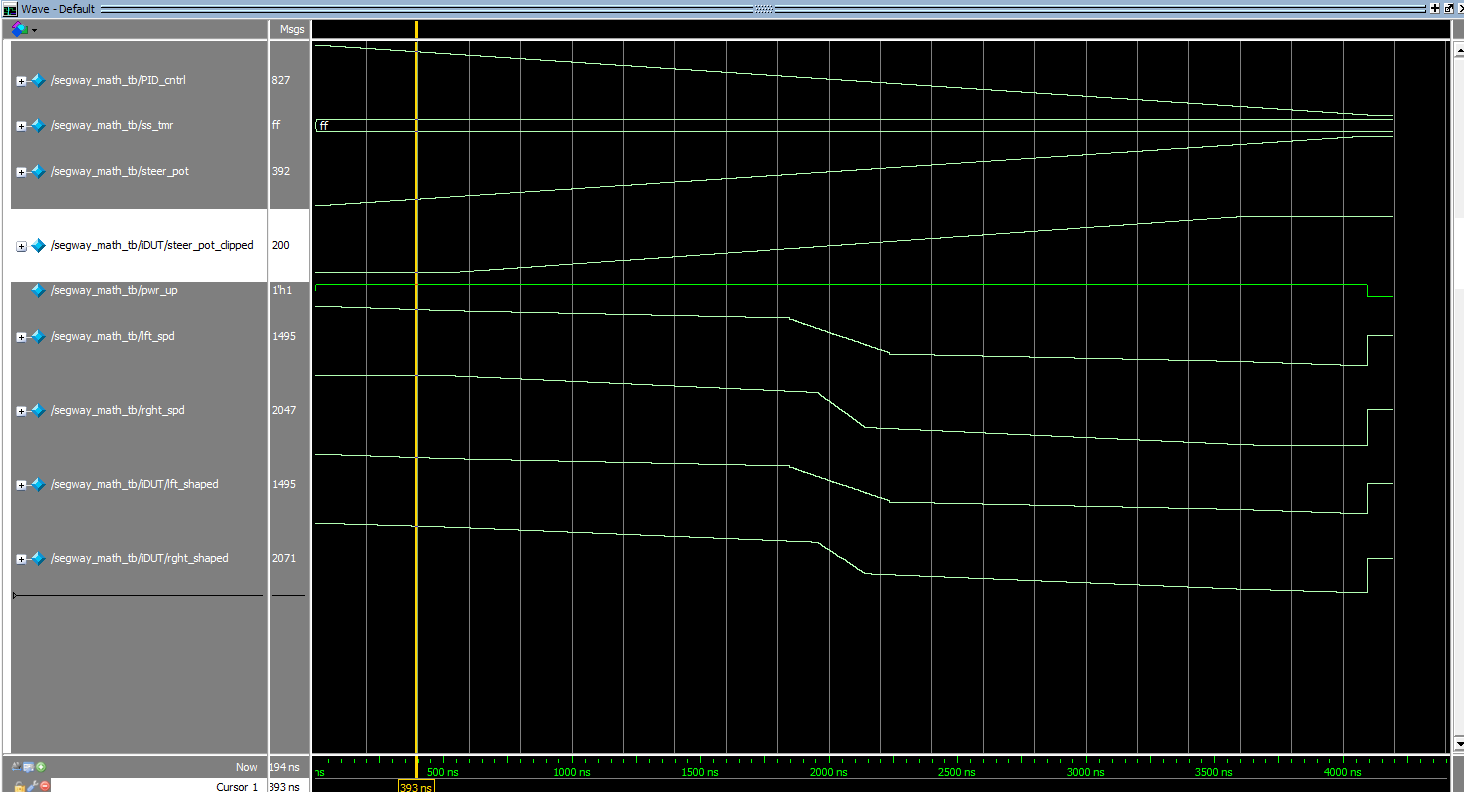 Wave - Default
Msgs
/segway_math_tb/PID_cntrl 827
/segway_math_tb/ss_tmr ff ff
/segway_math_tb/steer_pot 392
/segway_math_tb/iDUT/steer_pot_clipped 200
/segway_math_tb/pwr_up 1'h1
/segway_math_tb/lft_spd 1495
/segway_math_tb/rght_spd 2047
/segway_math_tb/iDUT/lft_shaped 1495
/segway_math_tb/iDUT/rght_shaped 2071
Now 194 ns ns 500 ns 1000 ns 1500 ns 2000 ns 2500 ns 3000 ns 3500 ns 4000 ns
Cursor 1 393 ns 393 ns